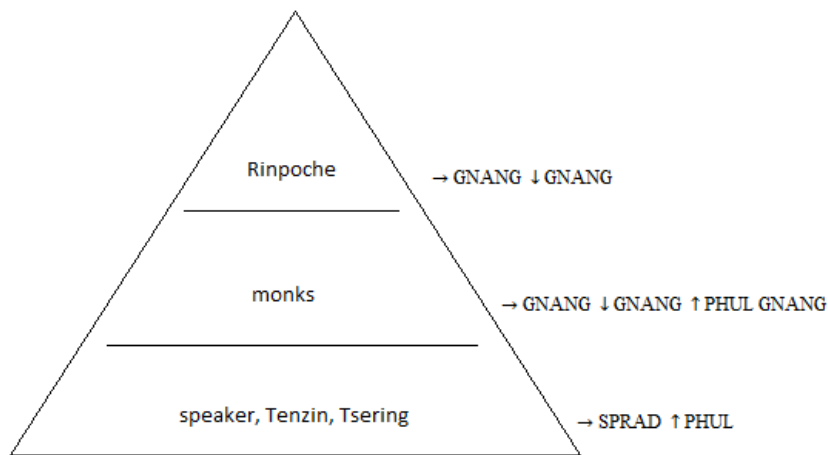 Rinpoche
→ GNANG ↓GNANG
monks
→ GNANG ↓GNANG ↑PHUL GNANG
speaker, Tenzin, Tsering
→ SPRAD ↑PHUL